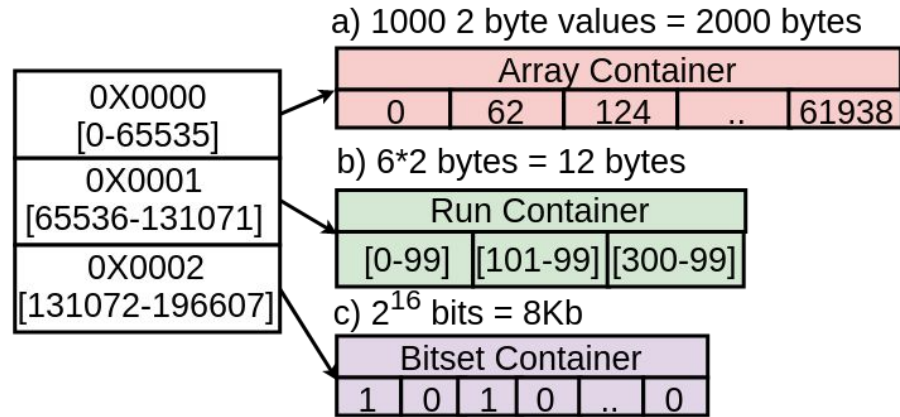 a) 1000 2 byte values = 2000 bytes
Array Container
0 62 124 .. 61938
0X0000
[0-65535]
0X0001
[65536-131071]
0X0002
[131072-196607]
b) 6*2 bytes = 12 bytes
Run Container
[0-99] [101-99] [300-99]
c) 2^16 bits = 8Kb
Bitset Container
1 0 1 0 .. 0